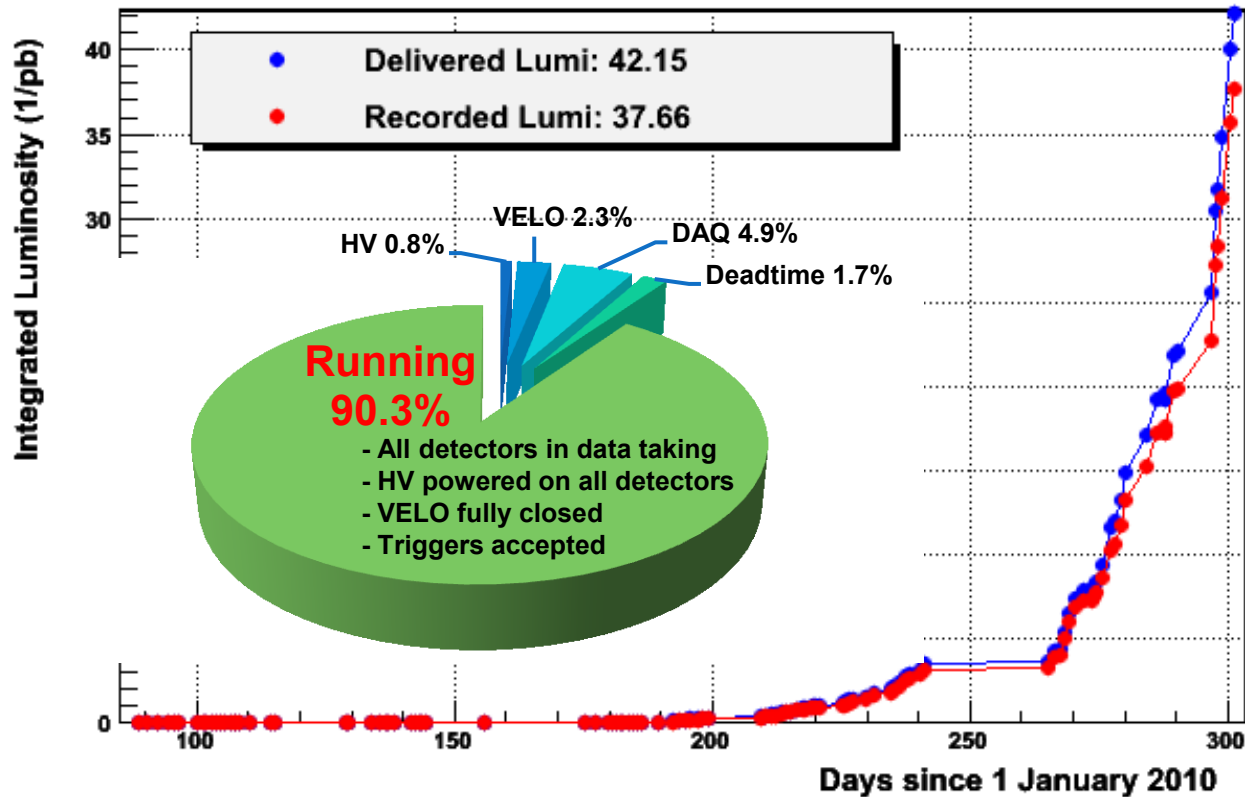 Integrated Luminosity (1/pb)
40
35
30
0
Delivered Lumi: 42.15
Recorded Lumi: 37.66
HV 0.8%
VELO 2.3%
DAQ 4.9%
Deadtime 1.7%
Running
90.3%
- All detectors in data taking
- HV powered on all detectors
- VELO fully closed
- Triggers accepted
100
150
200
250
300
Days since 1 January 2010